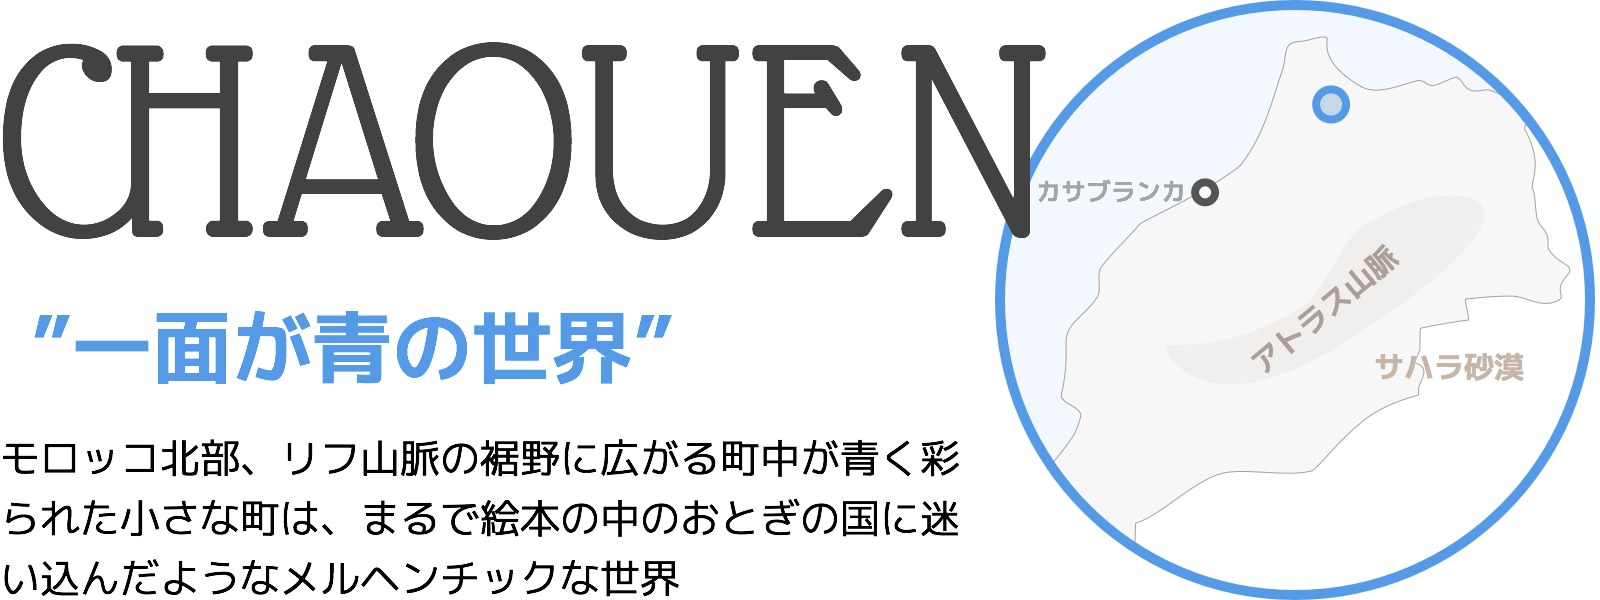 CHAOUEN
カサブランカ
アトラス山脈
サハラ砂漠
”一面が青の世界”
モロッコ北部、リフ山脈の裾野に広がる町中が青く彩
られた小さな町は、まるで絵本の中のおとぎの国に迷
い込んだようなメルヘンチックな世界